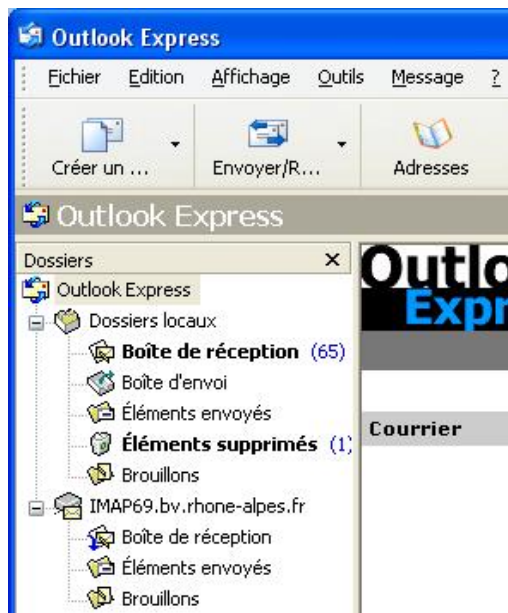 Outlook Express
Fichier Edition Affichage Outils Message ?
Créer un ... Envoyer/R... Adresses
Outlook Express
Dossiers
Outlook Express
Dossiers locaux
Boîte de réception (65)
Boîte d'envoi
Éléments envoyés
Éléments supprimés (1)
Brouillons
IMAP69.bv.rhone-alpes.fr
Boîte de réception
Éléments envoyés
Brouillons
Outlo
Expr
Courrier